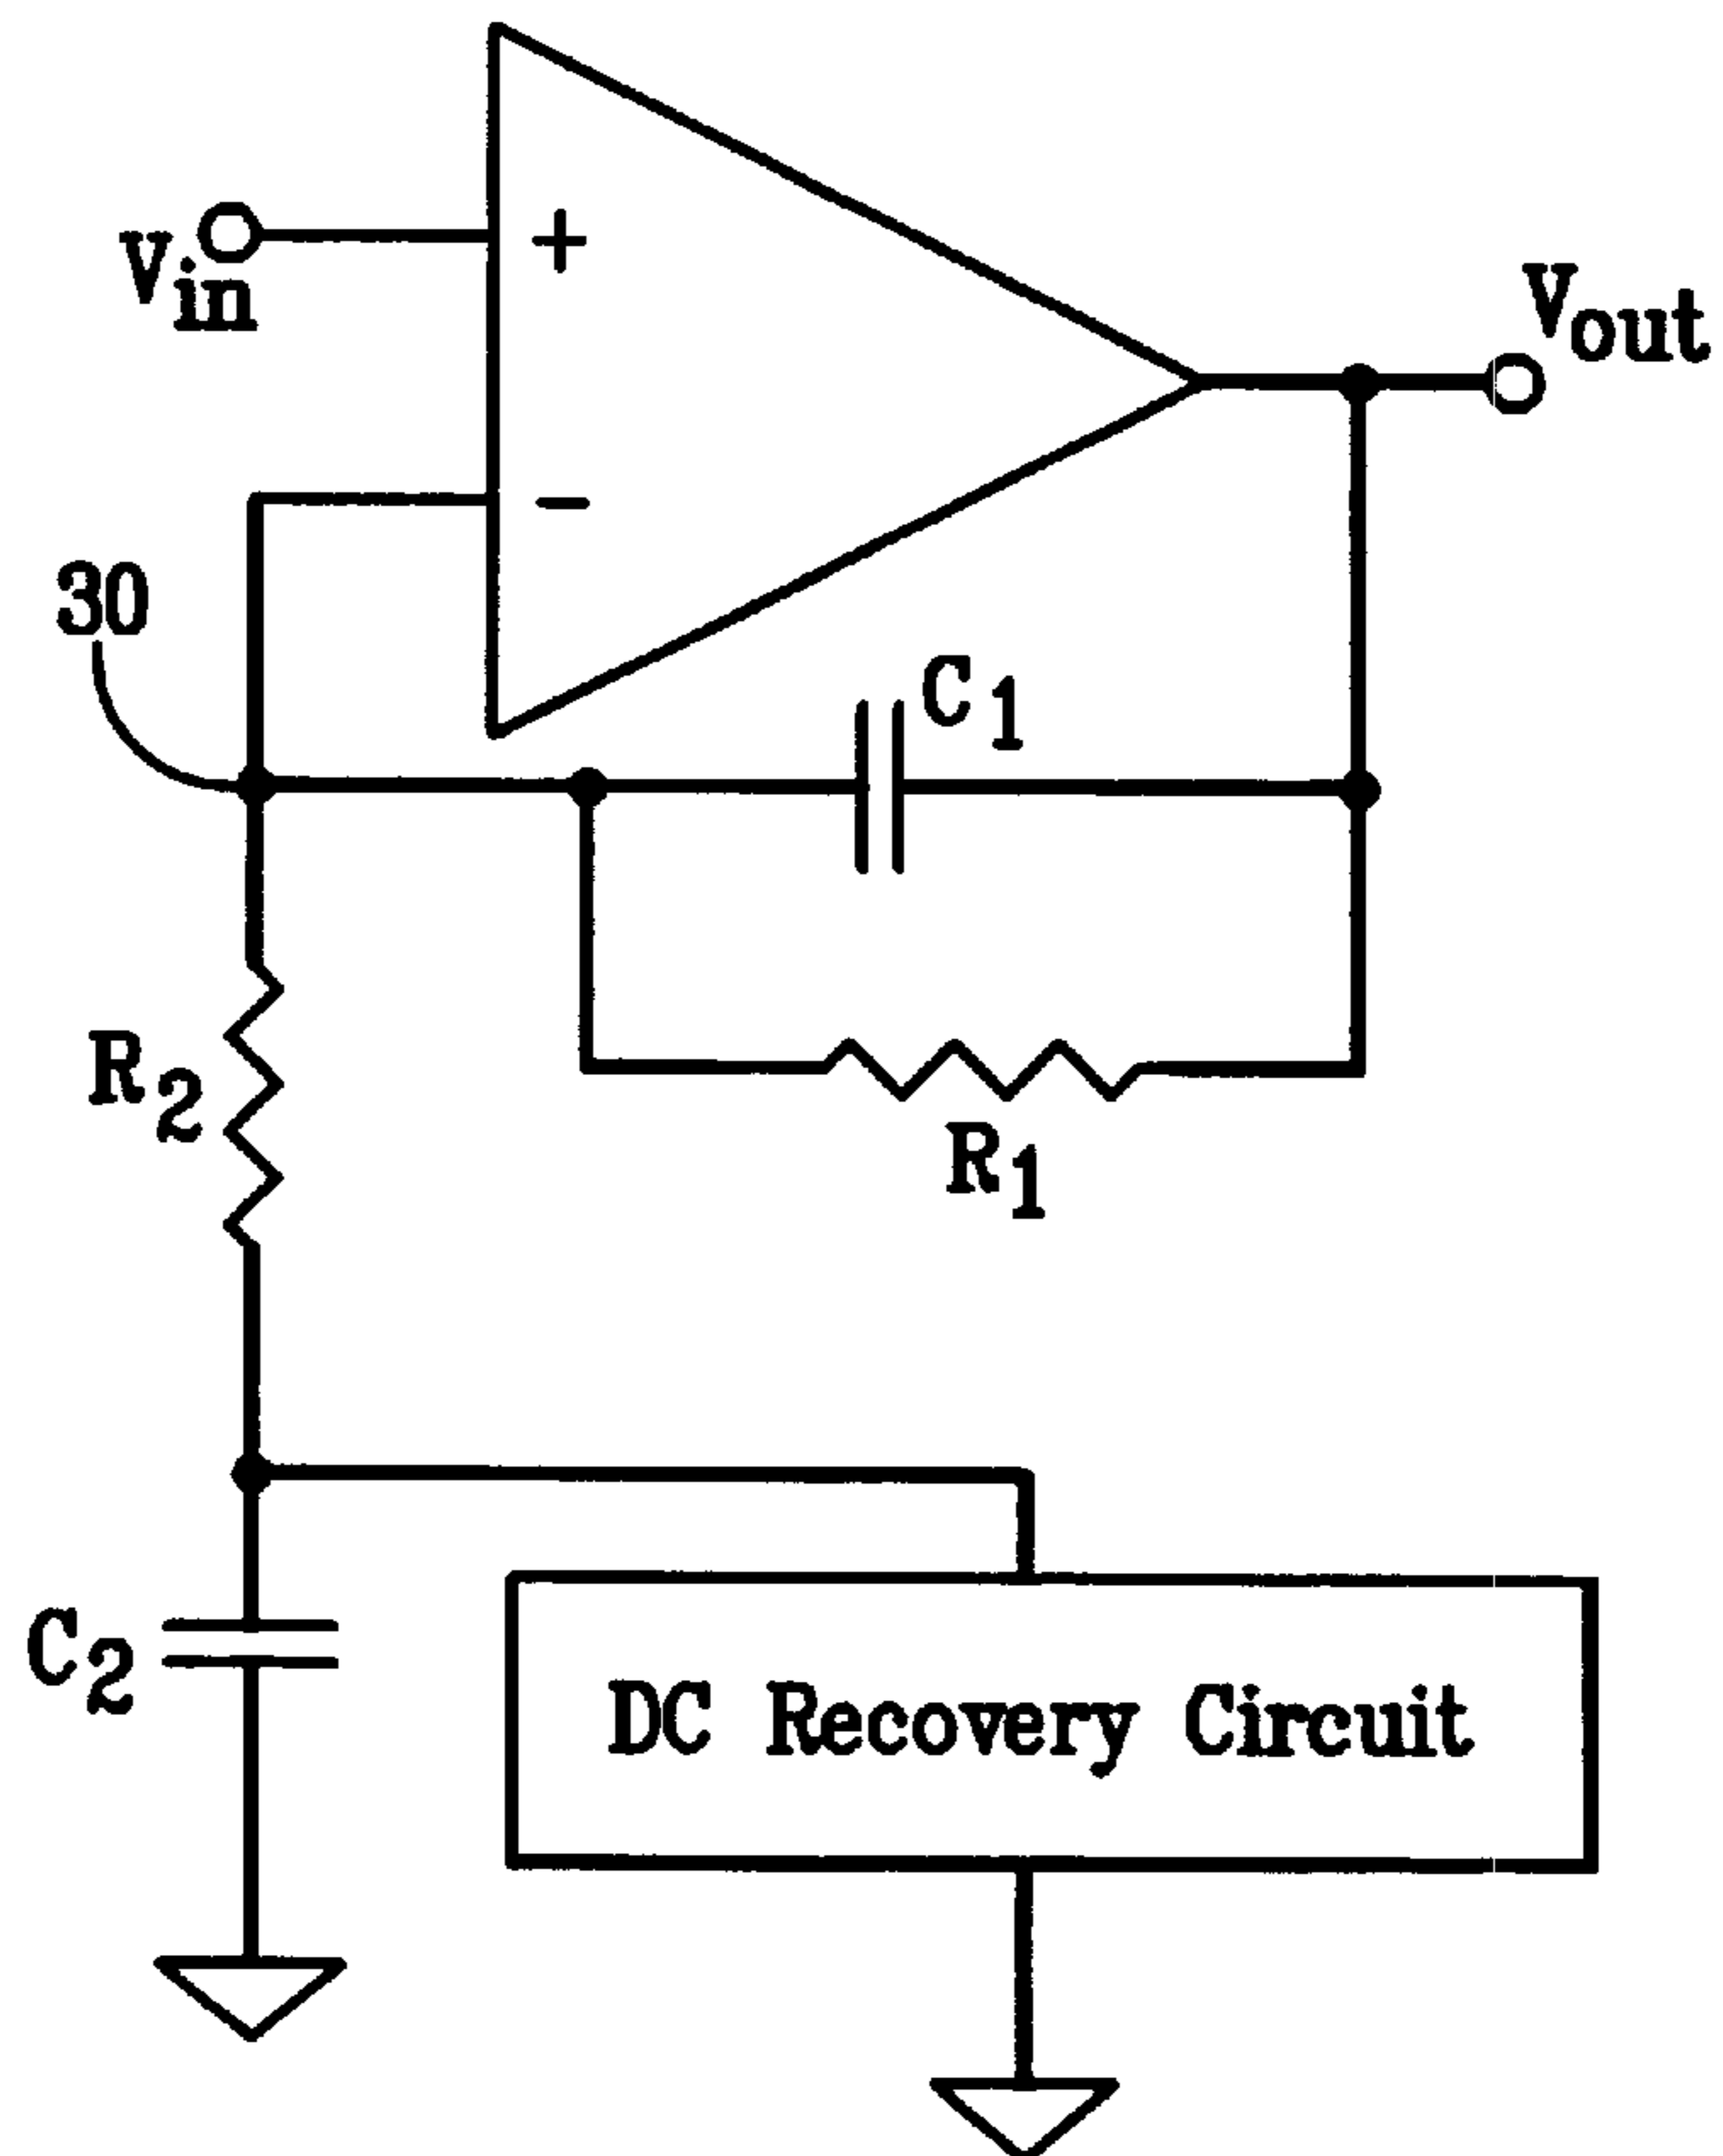 Vin
+
Vout
-
30
C1
R2
R1
C2
DC Recovery Circuit